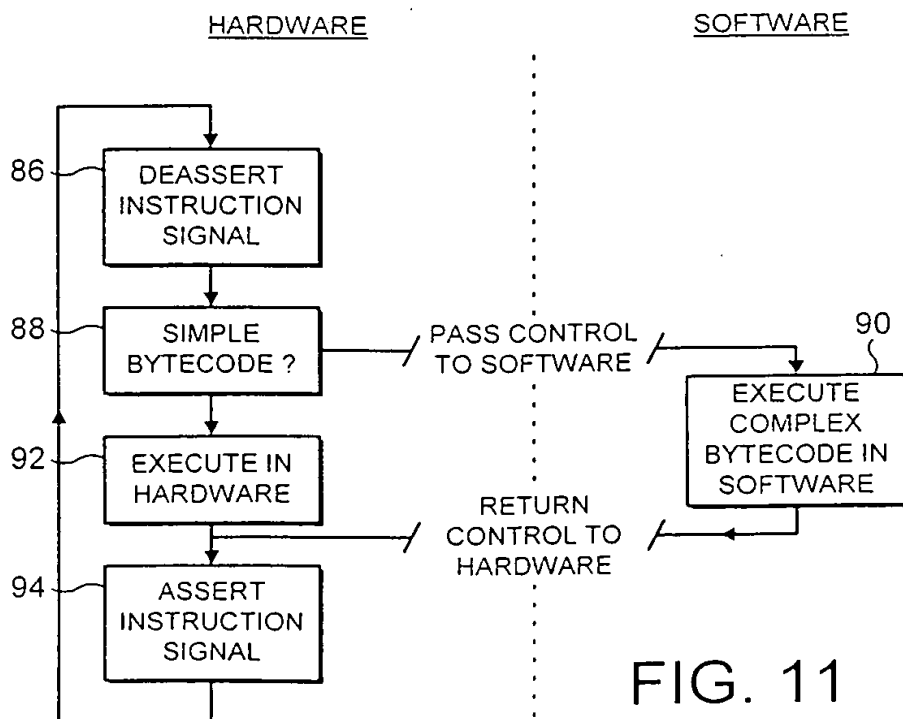 HARDWARE
SOFTWARE
86
DEASSERT
INSTRUCTION
SIGNAL
88
SIMPLE
BYTECODE ?
PASS CONTROL
TO SOFTWARE
90
EXECUTE
COMPLEX
BYTECODE IN
SOFTWARE
92
EXECUTE IN
HARDWARE
RETURN
CONTROL TO
HARDWARE
94
ASSERT
INSTRUCTION
SIGNAL
FIG. 11